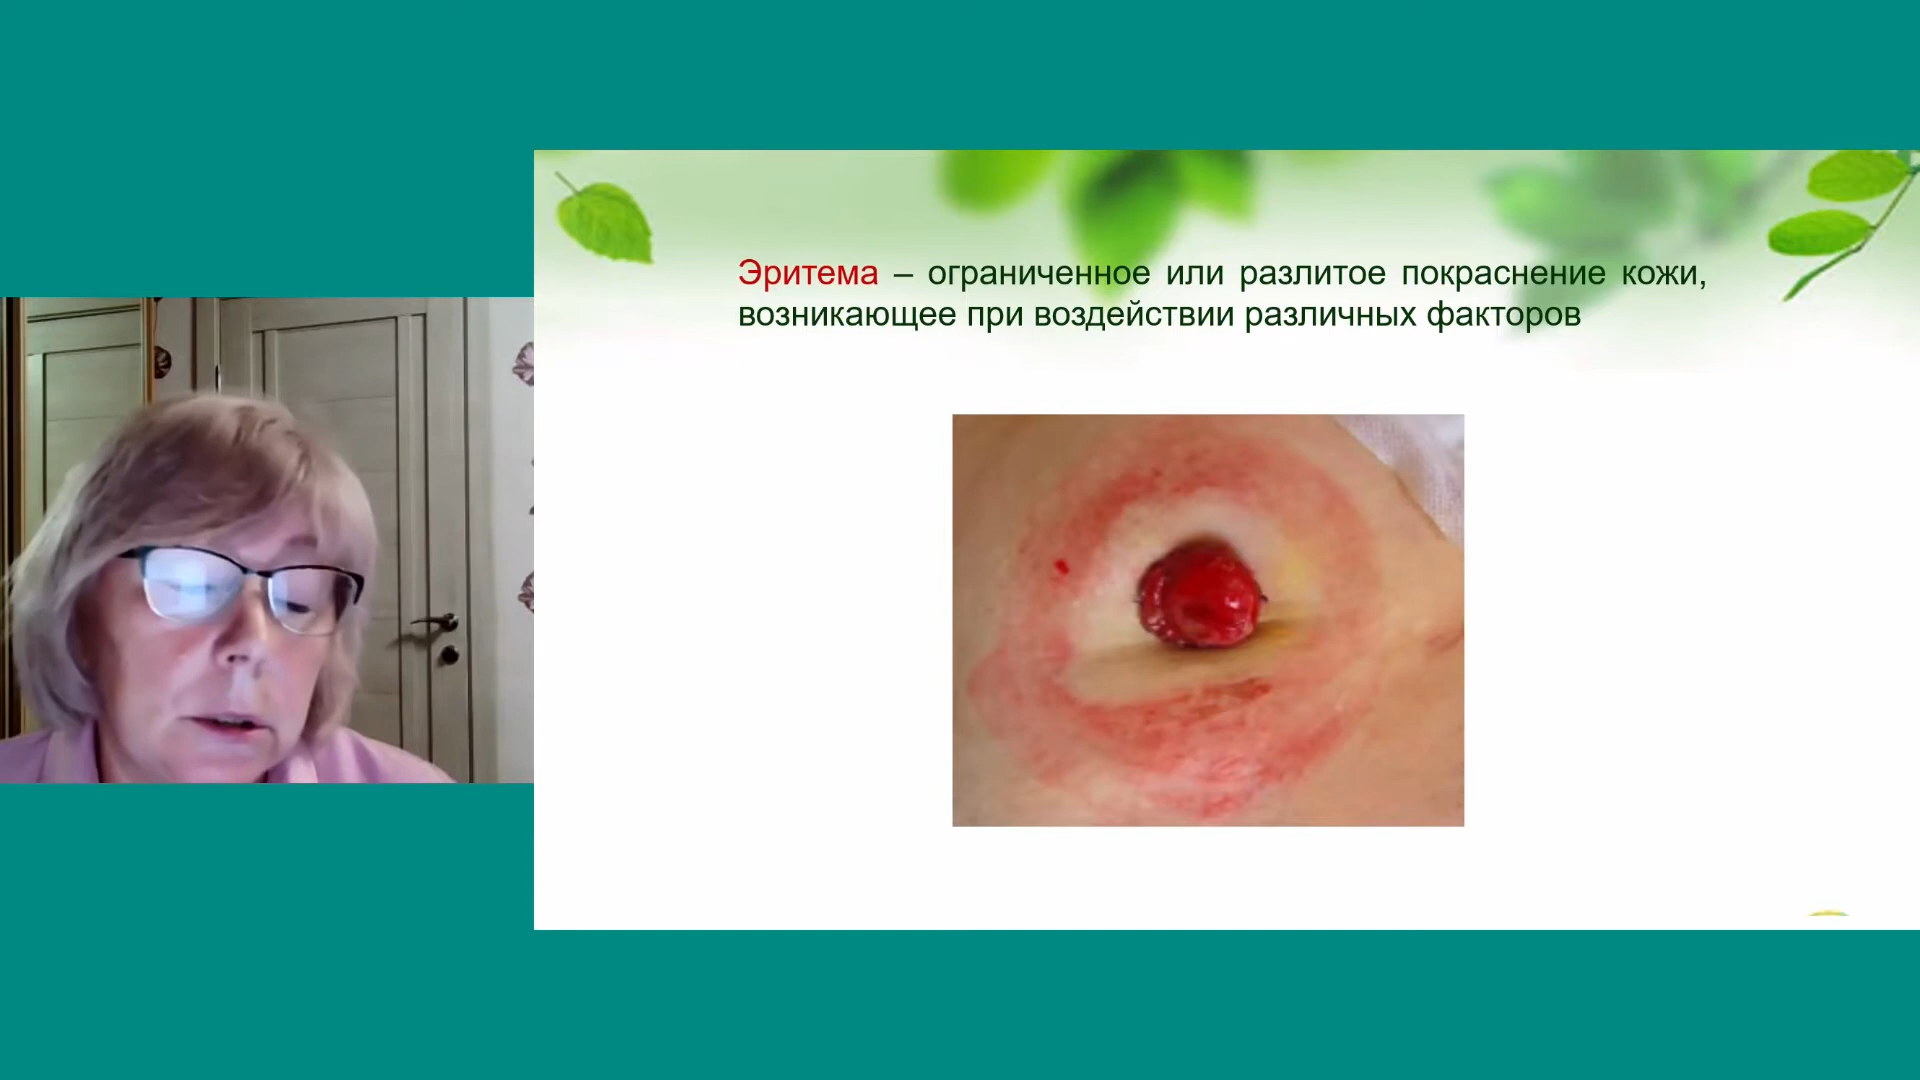 Эритема – ограниченное или разлитое покраснение кожи,
возникающее при воздействии различных факторов